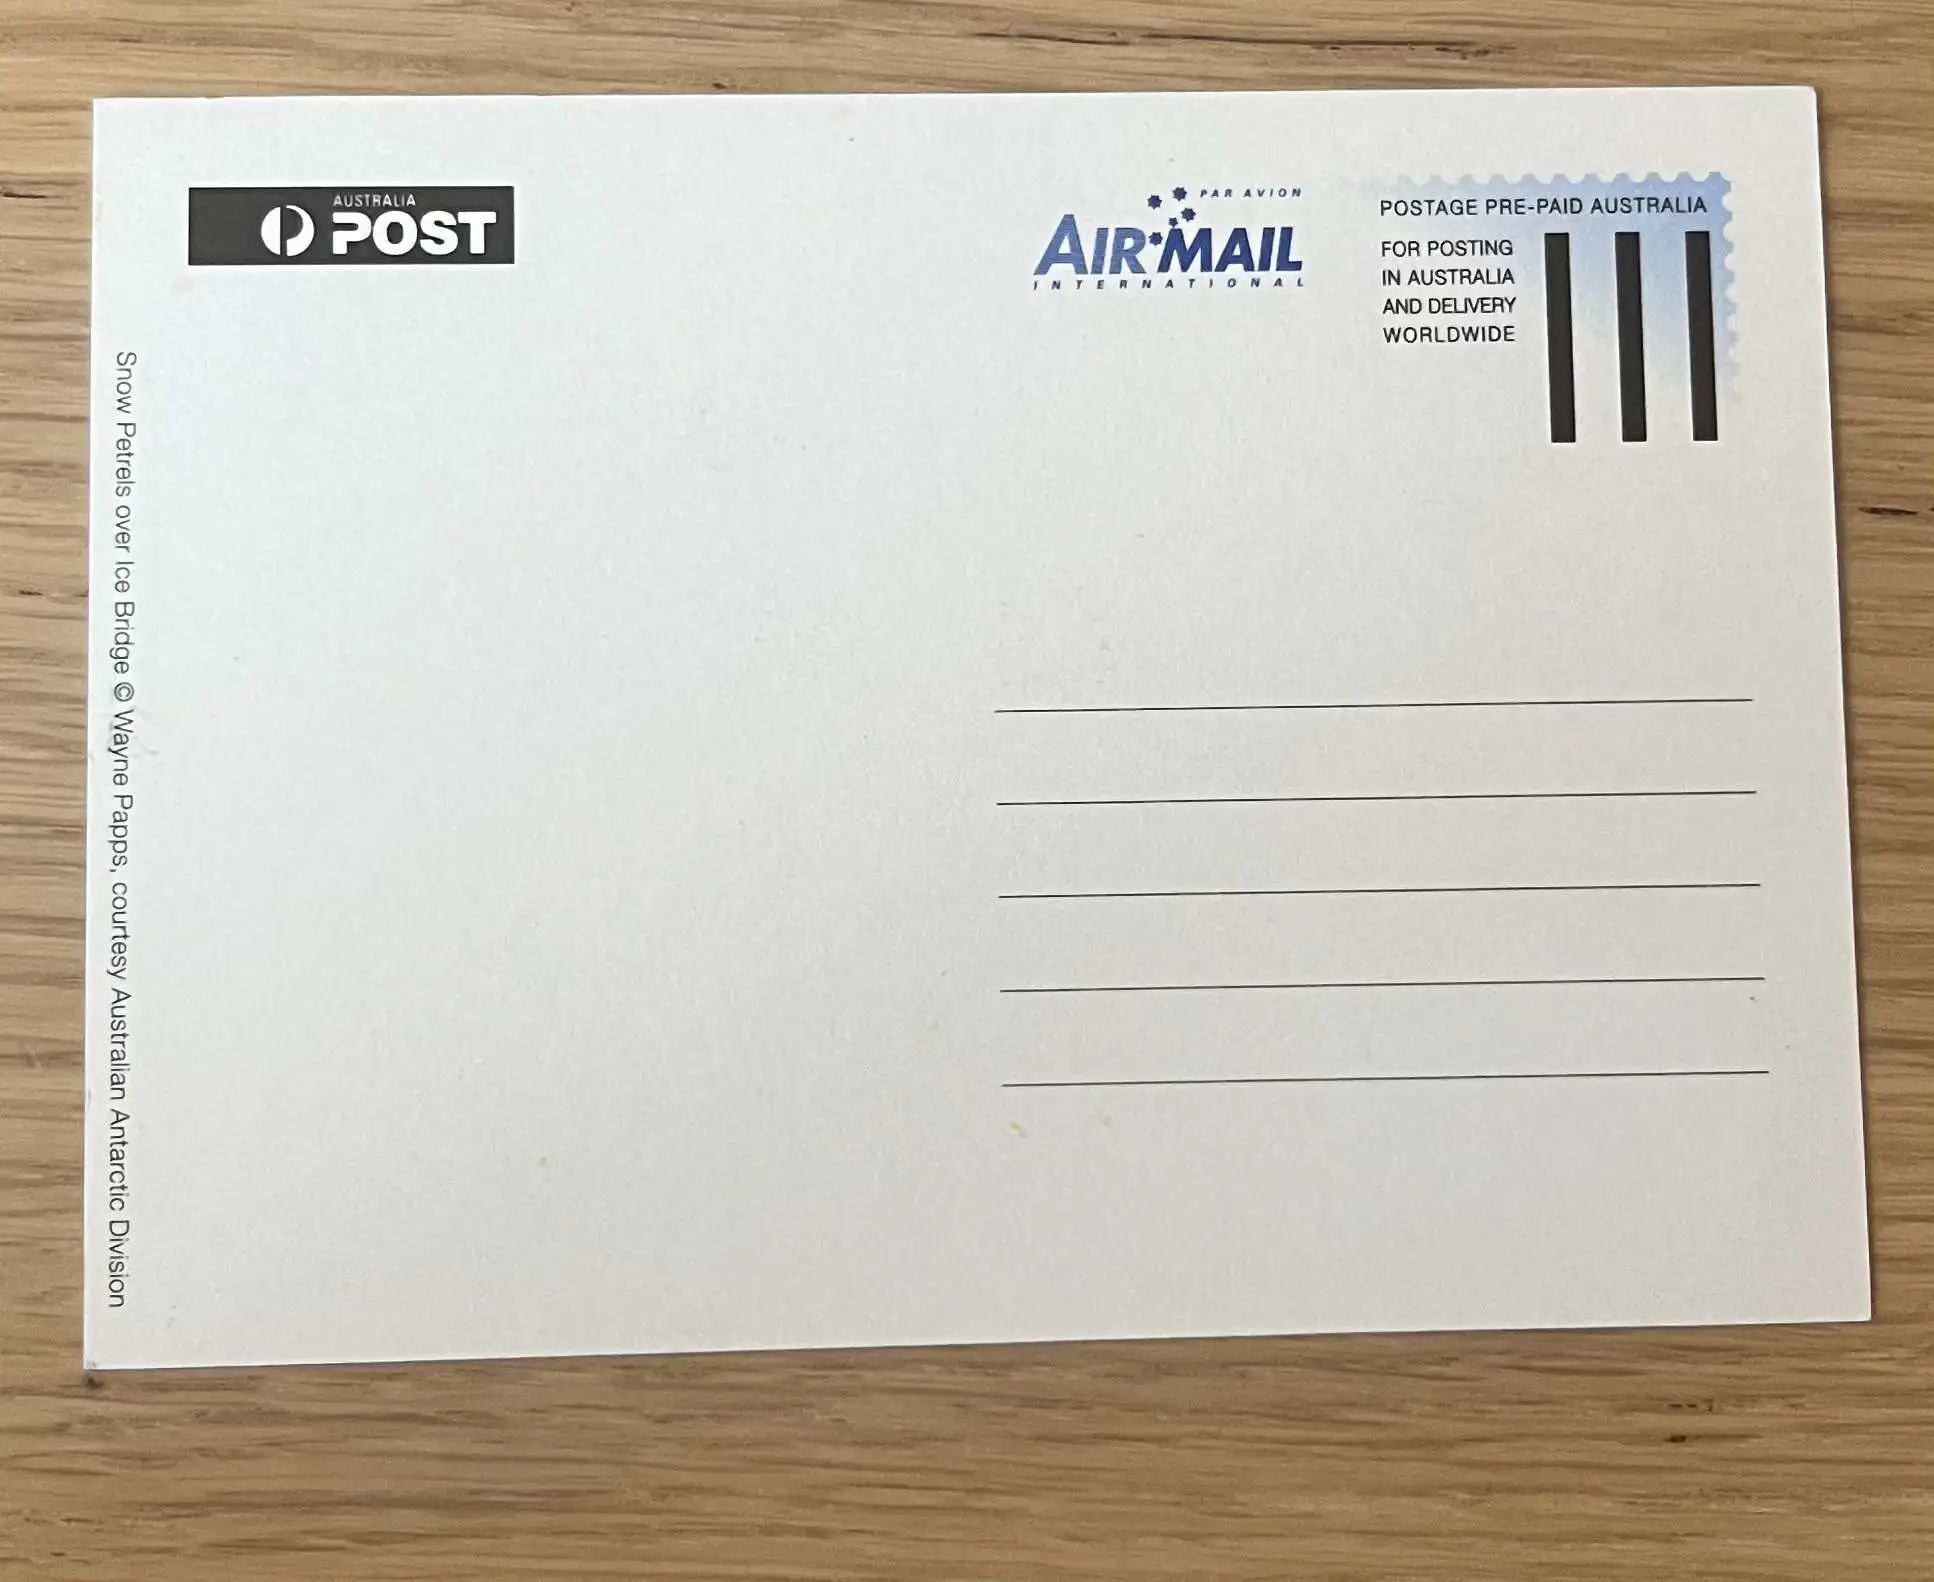 AUSTRALIA
POST
PAR AVION
AIR MAIL
INTERNATIONAL
POSTAGE PRE-PAID AUSTRALIA
FOR POSTING
IN AUSTRALIA
AND DELIVERY
WORLDWIDE
Snow Petrels over Ice Bridge © Wayne Papps, courtesy Australian Antarctic Division